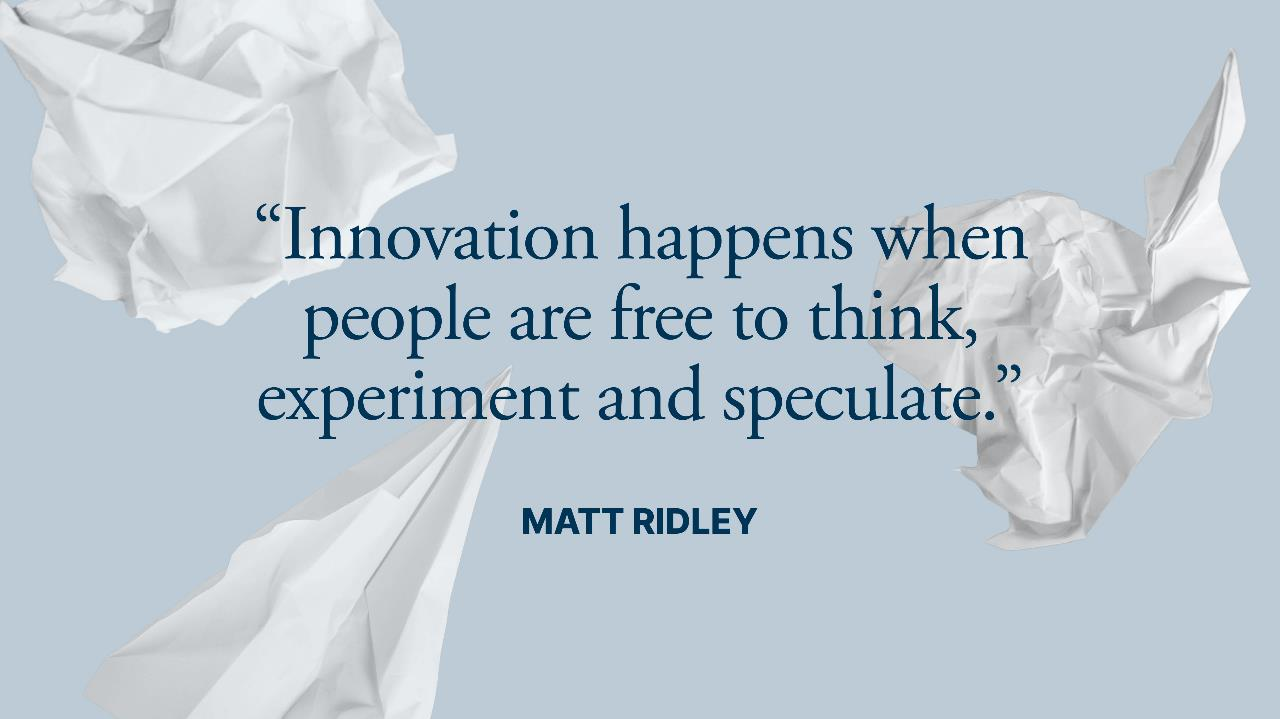 “Innovation happens when
people are free to think,
experiment and speculate.”
MATT RIDLEY